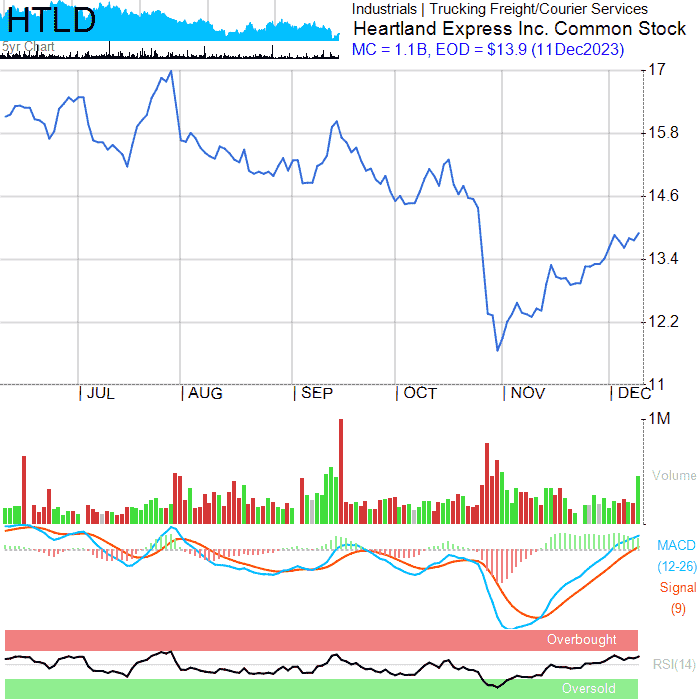 HTLD
5yr Chart
Industrials | Trucking Freight/Courier Services
Heartland Express Inc. Common Stock
MC = 1.1B, EOD = $13.9 (11Dec2023)
17
15.8
14.6
13.4
12.2
11
| JUL | AUG | SEP | OCT | NOV | DEC
1M
Volume
MACD
(12-26)
Signal
(9)
Overbought
RSI(14)
Oversold